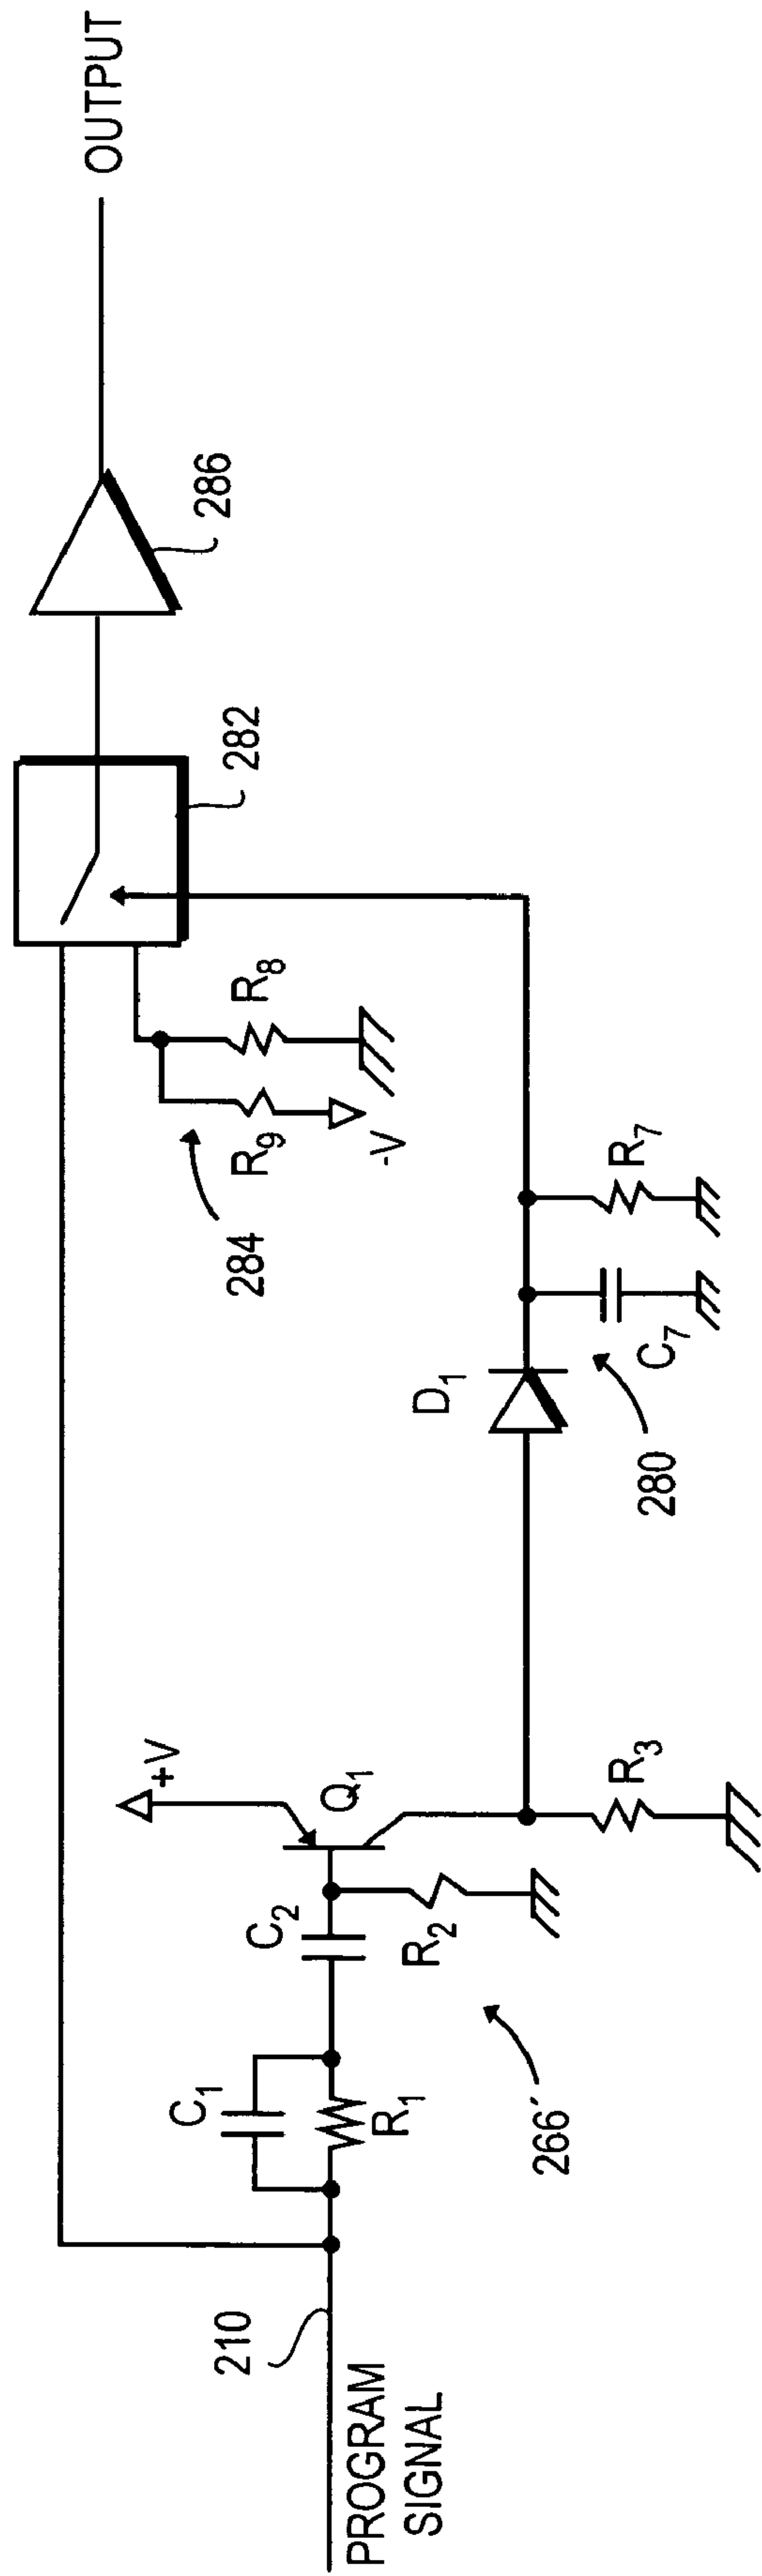 PROGRAM
SIGNAL
210
C1
R1
266′
C2
R2
+V
Q1
R3
D1
280
C7
R7
284
R9
-V
R8
282
286
OUTPUT